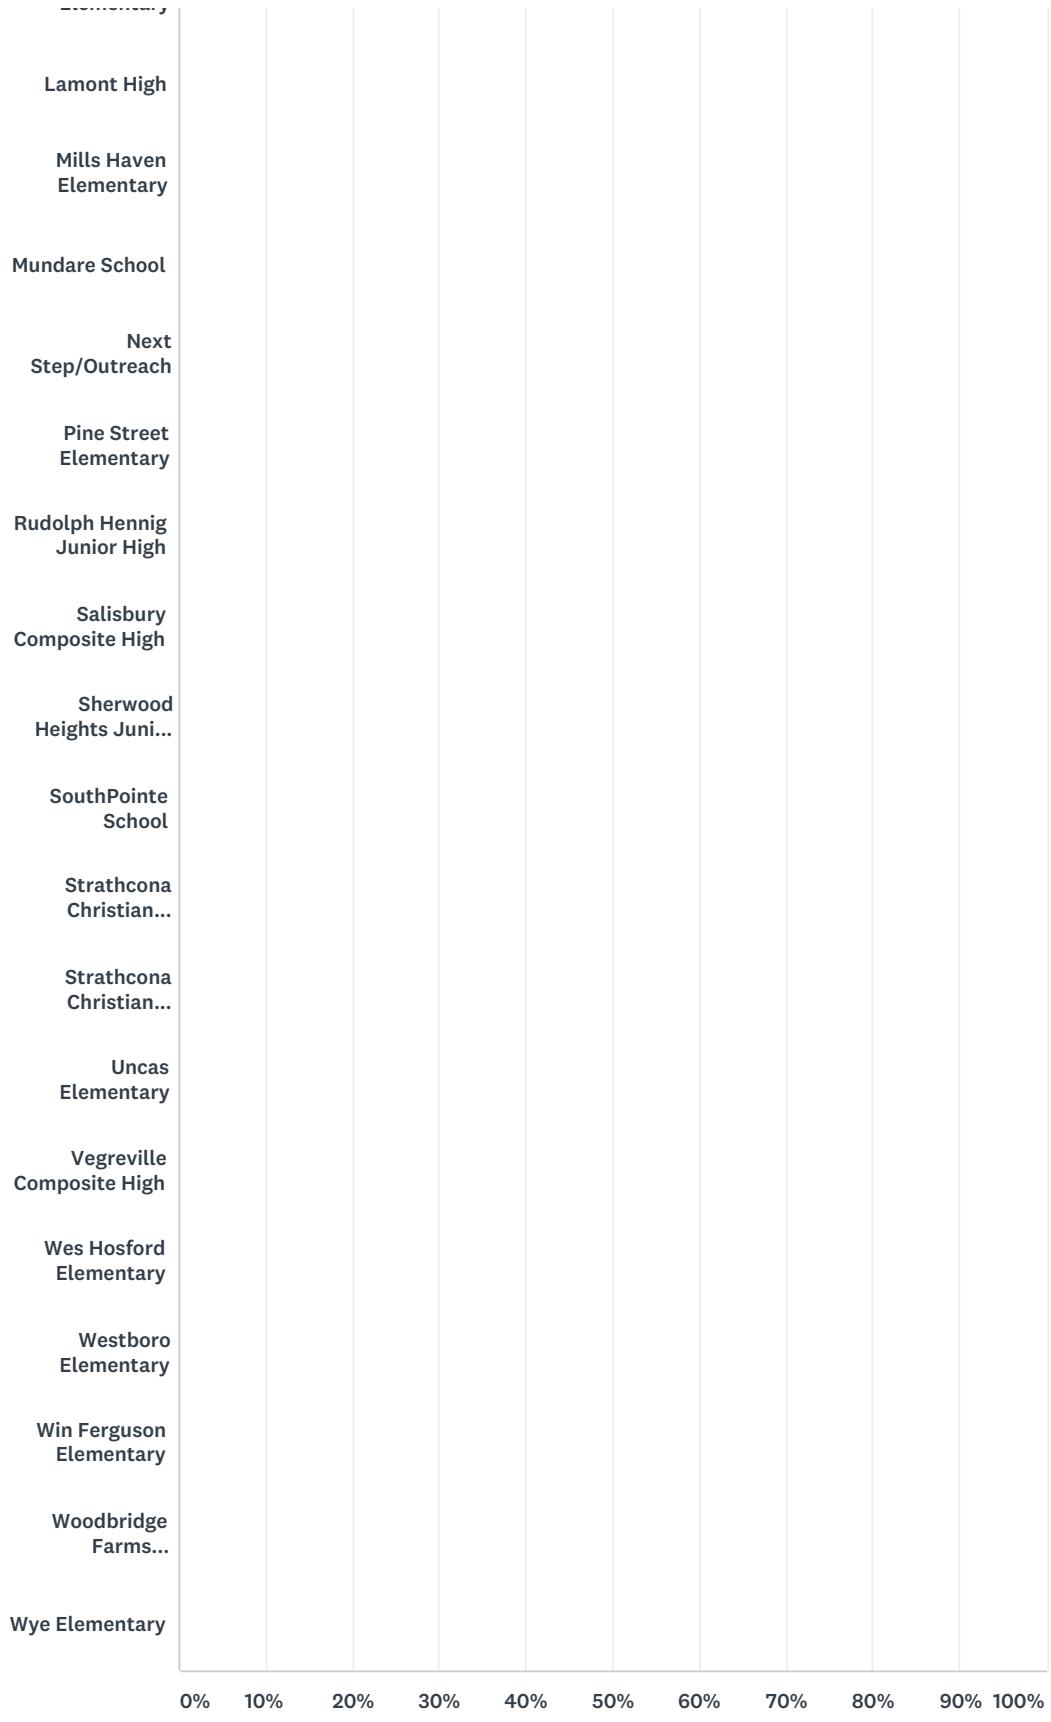 Elementary
Lamont High
Mills Haven
Elementary
Mundare School
Next
Step/Outreach
Pine Street
Elementary
Rudolph Hennig
Junior High
Salisbury
Composite High
Sherwood
Heights Juni...
SouthPointe
School
Strathcona
Christian...
Strathcona
Christian...
Uncas
Elementary
Vegreville
Composite High
Wes Hosford
Elementary
Westboro
Elementary
Win Ferguson
Elementary
Woodbridge
Farms...
Wye Elementary
0% 10% 20% 30% 40% 50% 60% 70% 80% 90% 100%